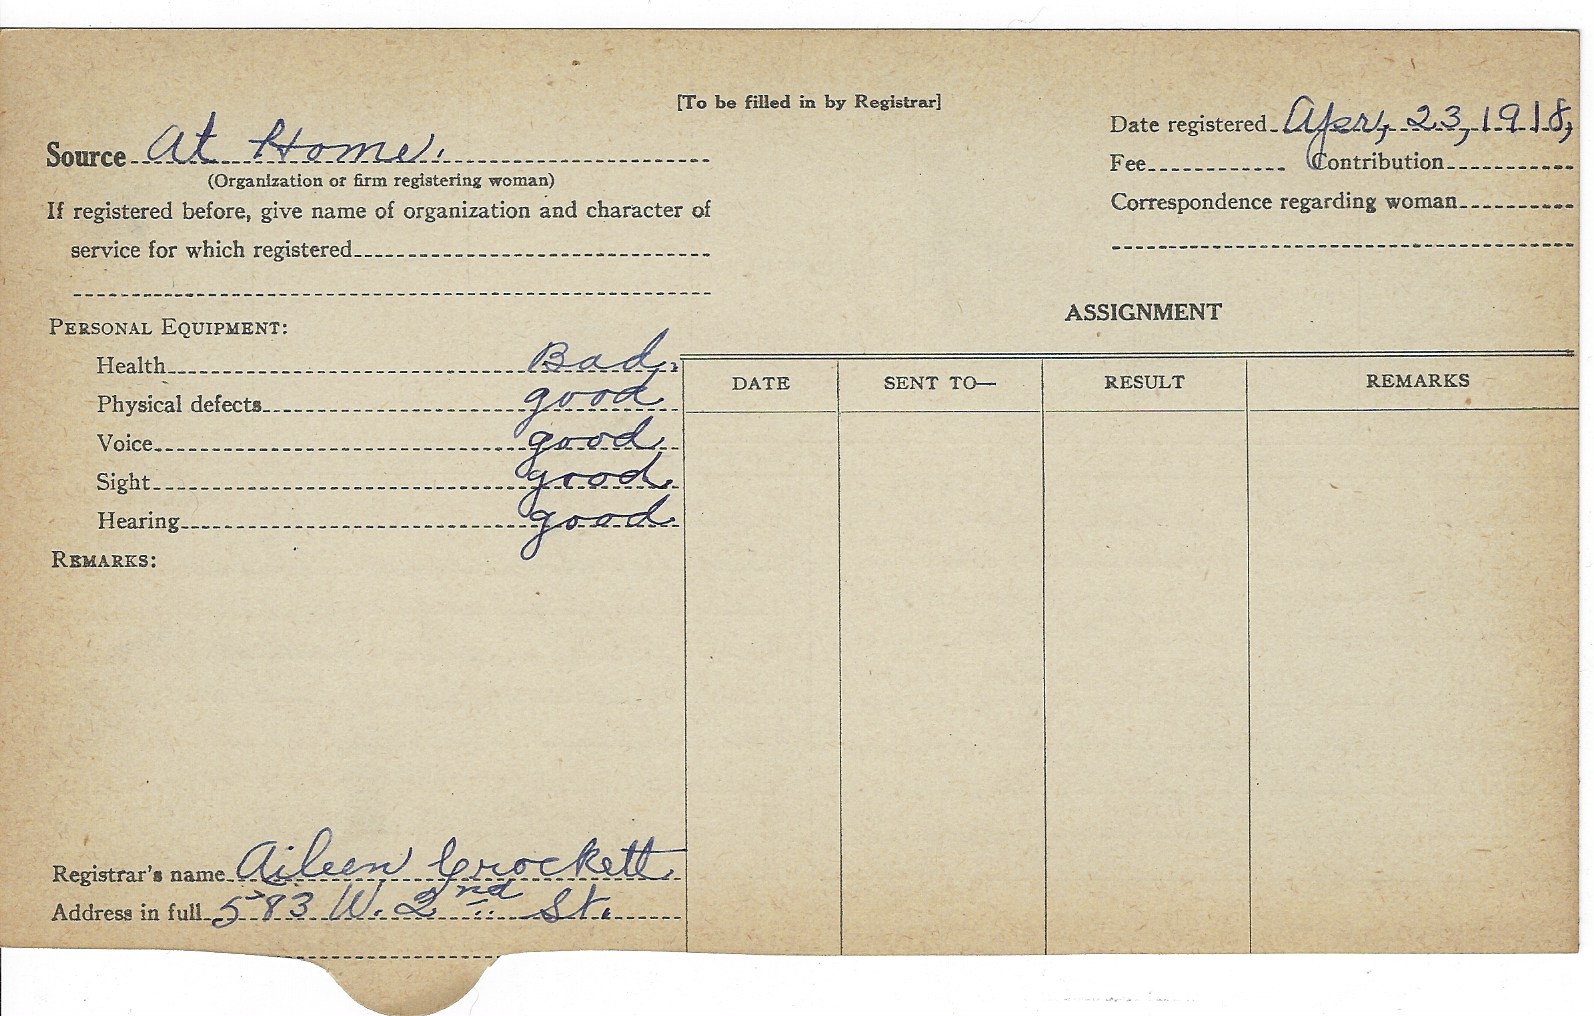 [To be filled in by Registrar]
Source At Home.
(Organization or firm registering woman)
If registered before, give name of organization and character of
service for which registered
Date registered Apr, 23, 1918,
Fee Contribution
Correspondence regarding woman
PERSONAL EQUIPMENT:
Health Bad.
Physical defects good
Voice good
Sight good
Hearing good
REMARKS:
Registrar's name Aileen Crockett
Address in full 583 W. 2nd St.
ASSIGNMENT
DATE SENT TO— RESULT REMARKS